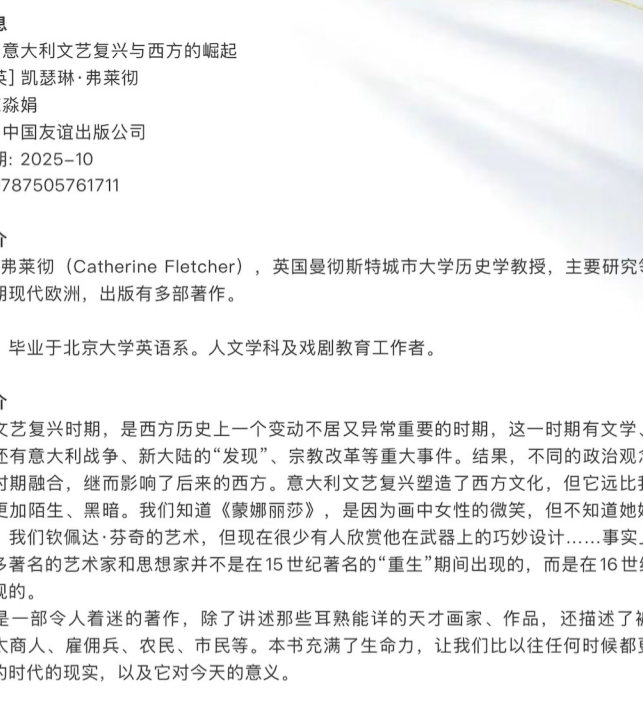 息
意大利文艺复兴与西方的崛起
英] 凯瑟琳·弗莱彻
淼娟
中国友谊出版公司
期: 2025-10
787505761711
介
弗莱彻（Catherine Fletcher），英国曼彻斯特城市大学历史学教授，主要研究领
期现代欧洲，出版有多部著作。
毕业于北京大学英语系。人文学科及戏剧教育工作者。
介
文艺复兴时期，是西方历史上一个变动不居又异常重要的时期，这一时期有文学、
还有意大利战争、新大陆的“发现”、宗教改革等重大事件。结果，不同的政治观念
时期融合，继而影响了后来的西方。意大利文艺复兴塑造了西方文化，但它远比我
更加陌生、黑暗。我们知道《蒙娜丽莎》，是因为画中女性的微笑，但不知道她嫁
我们钦佩达·芬奇的艺术，但现在很少有人欣赏他在武器上的巧妙设计……事实上
多著名的艺术家和思想家并不是在15世纪著名的“重生”期间出现的，而是在16世纪
现的。
是一部令人着迷的著作，除了讲述那些耳熟能详的天才画家、作品，还描述了被
大商人、雇佣兵、农民、市民等。本书充满了生命力，让我们比以往任何时候都更
的时代的现实，以及它对今天的意义。